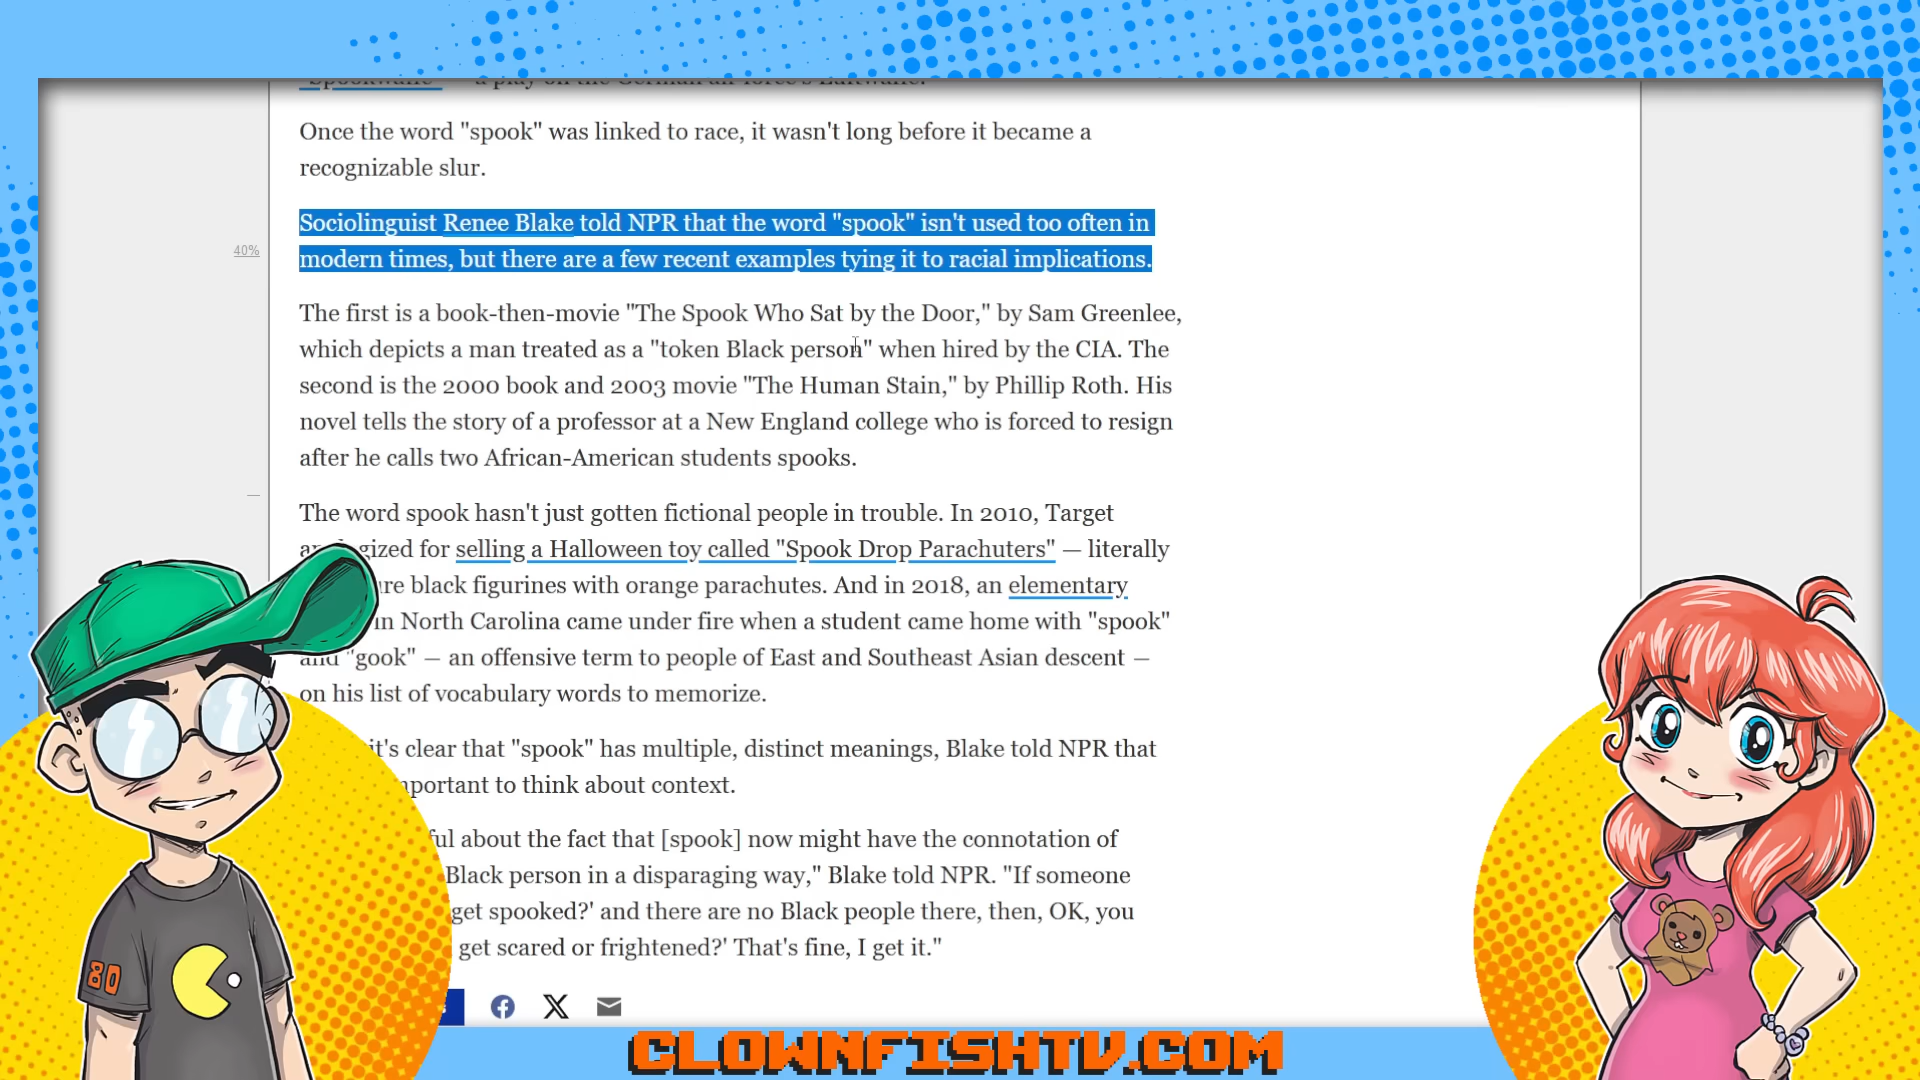 Once the word "spook" was linked to race, it wasn't long before it became a
recognizable slur.
Sociolinguist Renee Blake told NPR that the word "spook" isn't used too often in
40%
modern times, but there are a few recent examples tying it to racial implications.
The first is a book-then-movie "The Spook Who Sat by the Door," by Sam Greenlee,
which depicts a man treated as a "token Black person" when hired by the CIA. The
second is the 2000 book and 2003 movie "The Human Stain," by Phillip Roth. His
novel tells the story of a professor at a New England college who is forced to resign
after he calls two African-American students spooks.
The word spook hasn't just gotten fictional people in trouble. In 2010, Target
selling a Halloween toy called "Spook Drop Parachuters" — literally
black figurines with orange parachutes. And in 2018, an elementary
in North Carolina came under fire when a student came home with "spook"
and "gook" — an offensive term to people of East and Southeast Asian descent —
on his list of vocabulary words to memorize.
it's clear that "spook" has multiple, distinct meanings, Blake told NPR that
to think about context.
about the fact that [spook] now might have the connotation of
Black person in a disparaging way," Blake told NPR. "If someone
get spooked?' and there are no Black people there, then, OK, you
get scared or frightened?' That's fine, I get it."
80
CLOWNFISHTV.COM